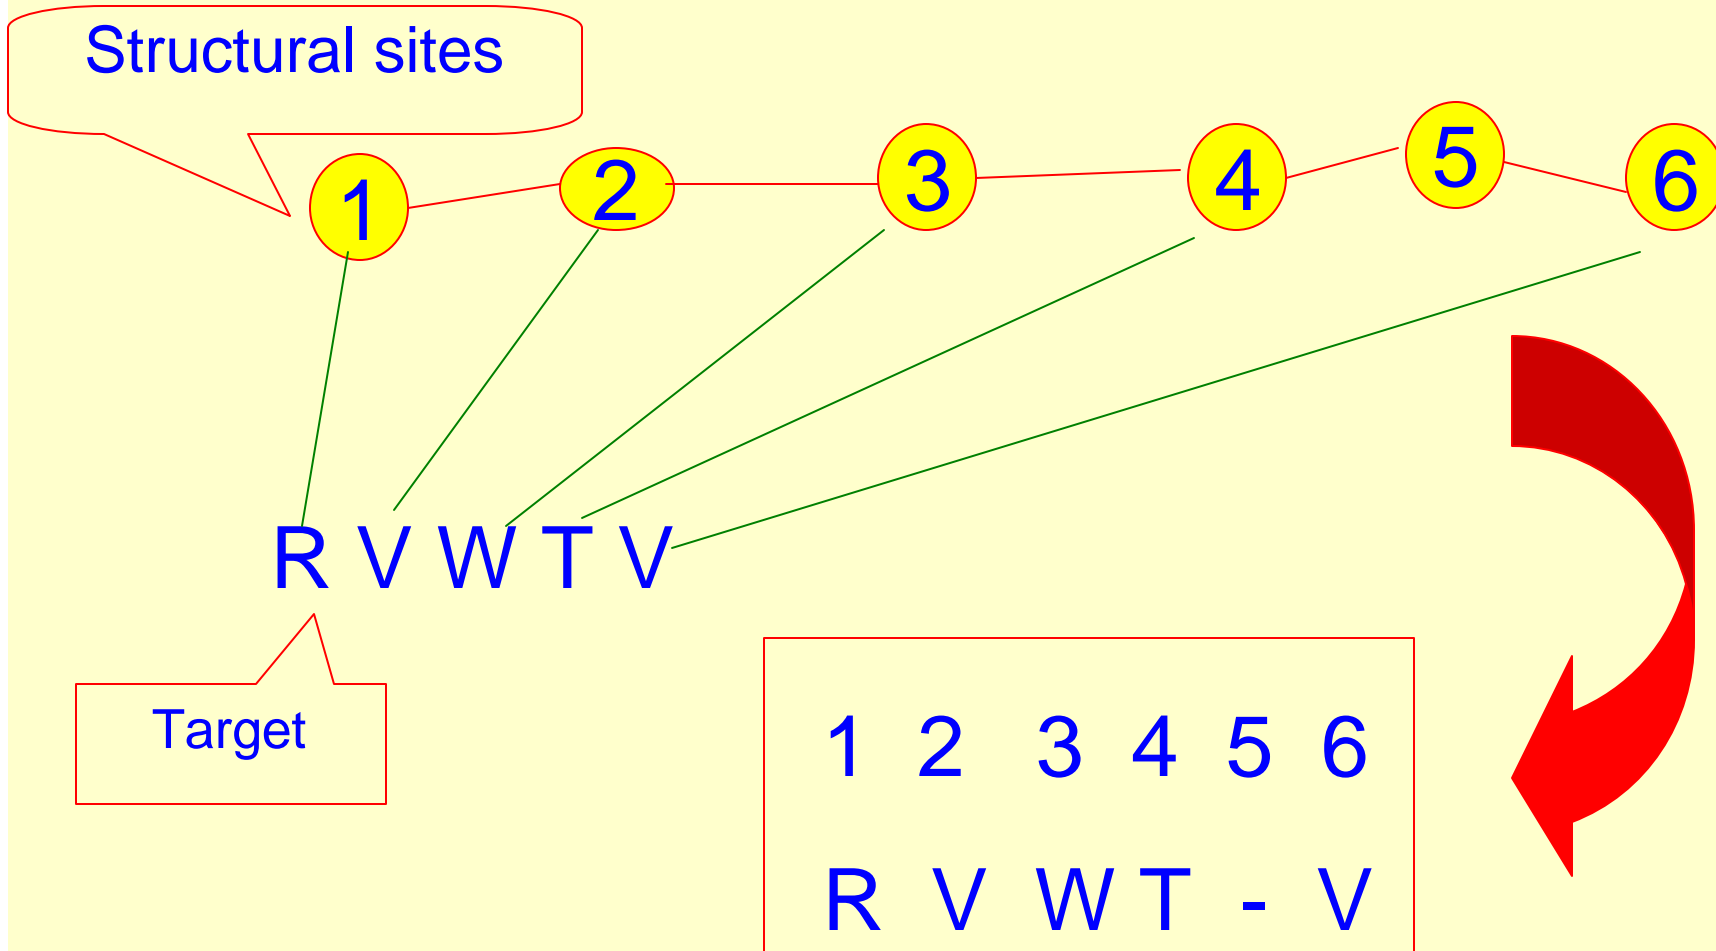 Structural sites
1 2 3 4 5 6
R V W T V
Target
1 2 3 4 5 6
R V W T - V